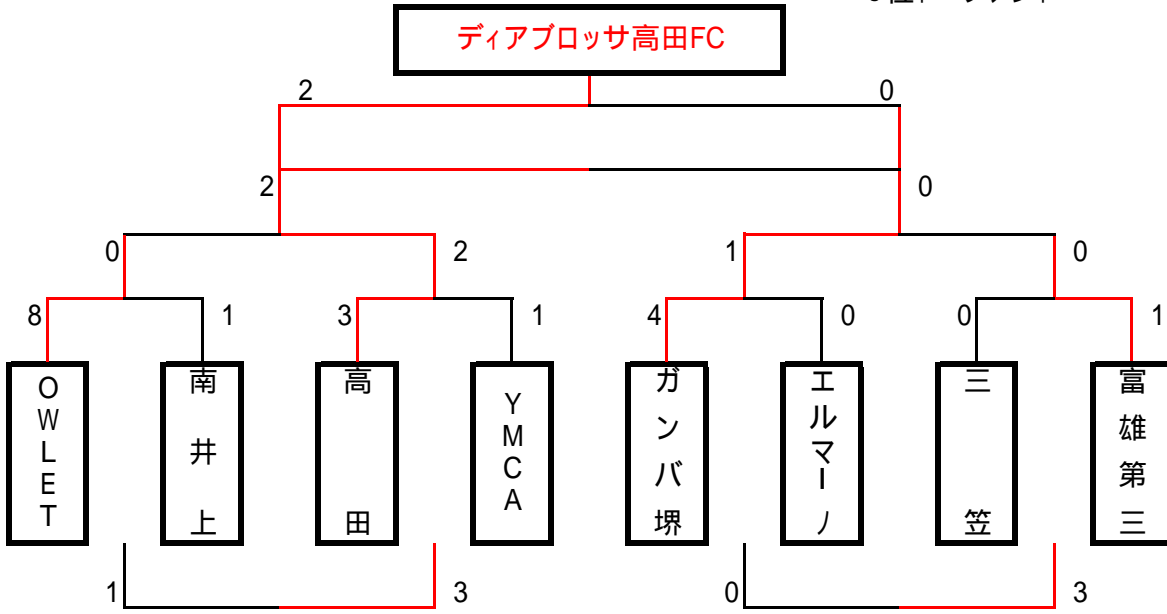 ディアブロッサ高田FC
2 0
2 0
0 2 1 0
8 1 3 1 4 0 0 1
OWLET
南井上
高田
YMCA
ガンバ堺
エルマーノ
三笠
富雄第三
1 3 0 3